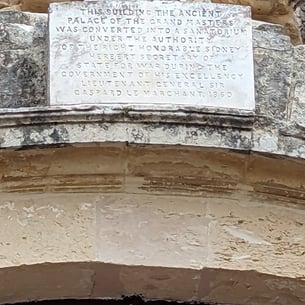 THIS BUILDING THE ANCIENT
PALACE OF THE GRAND MASTERS
WAS CONVERTED INTO A SANATORIUM
UNDER THE AUTHORITY
OF THE RIGHT HONORABLE SIDNEY
HERBERT SECRETARY OF
STATE FOR WAR DURING THE
GOVERNMENT OF HIS EXCELLENCY
LIEUTENANT GENERAL SIR
GASPARD LE MARCHANT, 1860